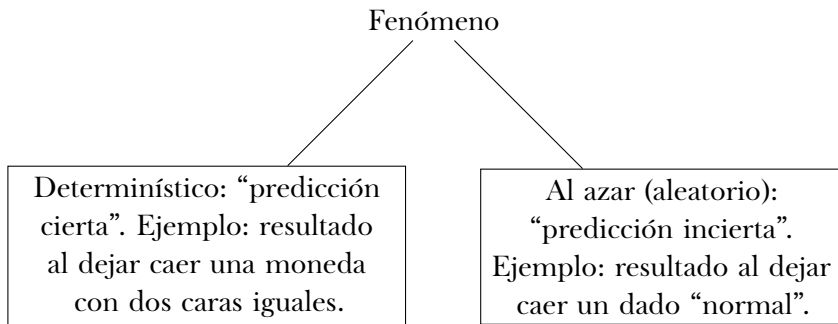 Fenómeno
Determinístico: “predicción
cierta”. Ejemplo: resultado
al dejar caer una moneda
con dos caras iguales.
Al azar (aleatorio):
“predicción incierta”.
Ejemplo: resultado al dejar
caer un dado “normal”.